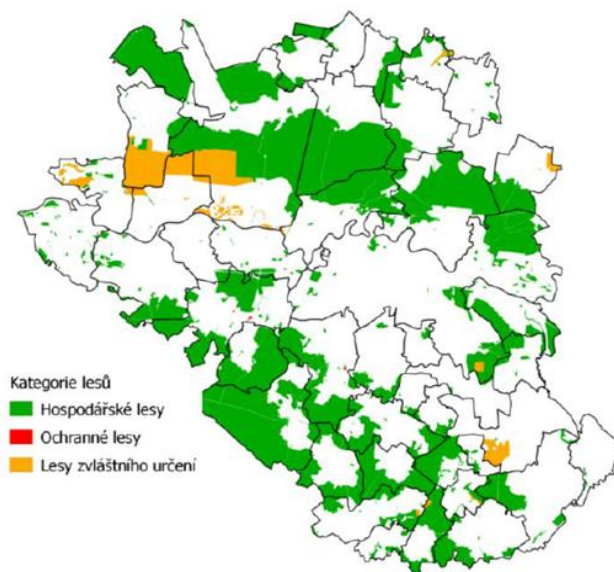 Kategorie lesů
Hospodářské lesy
Ochranné lesy
Lesy zvláštního určení